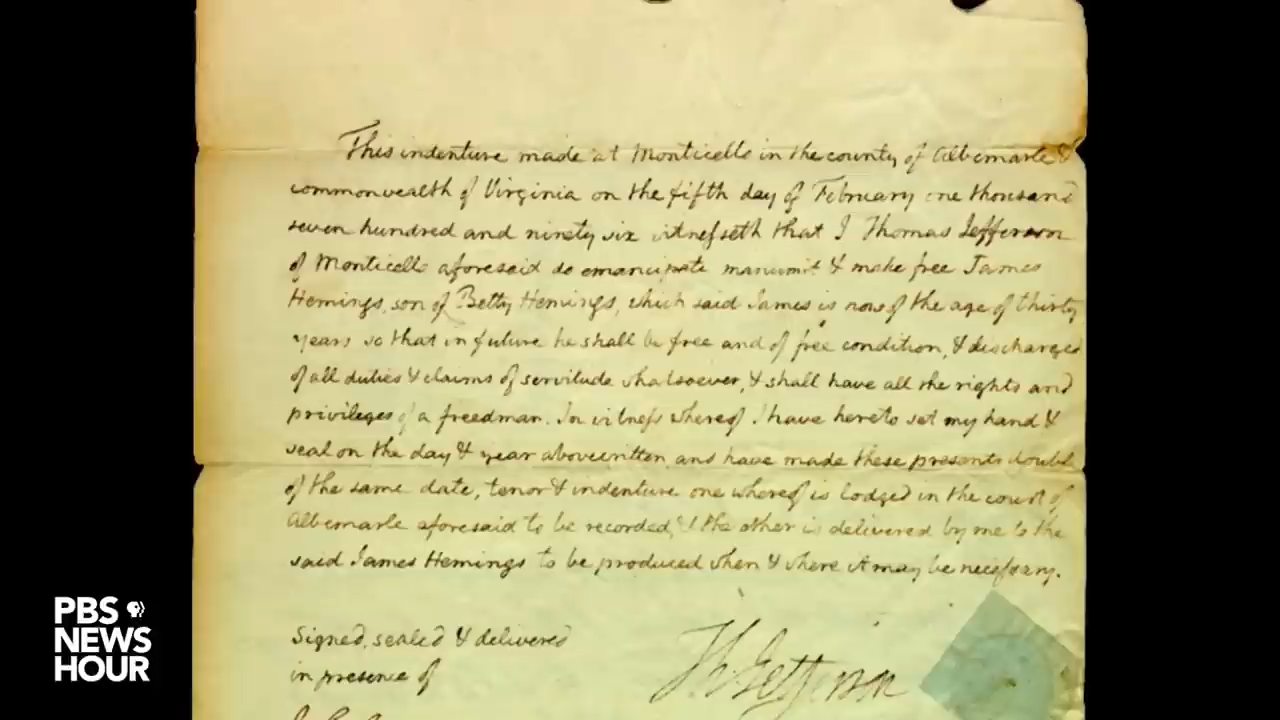 This indenture made at Monticello in the county of Albemarle &
commonwealth of Virginia on the fifth day of February one thousand
seven hundred and ninety six witnesseth that I Thomas Jefferson
of Monticello aforesaid do emancipate manumit & make free James
Hemings, son of Betty Hemings, which said James is now of the age of thirty
years so that in future he shall be free and of free condition, & discharged
of all duties & claims of servitude whatsoever, & shall have all the rights and
privileges of a freedman. In witness whereof I have hereto set my hand &
seal on the day & year abovewritten, and have made these presents double
of the same date, tenor & indenture one whereof is lodged in the court of
Albemarle aforesaid to be recorded, & the other is delivered by me to the
said James Hemings to be produced when & where it may be necessary.
Signed, sealed & delivered
in presence of
Th Jefferson
PBS
NEWS
HOUR